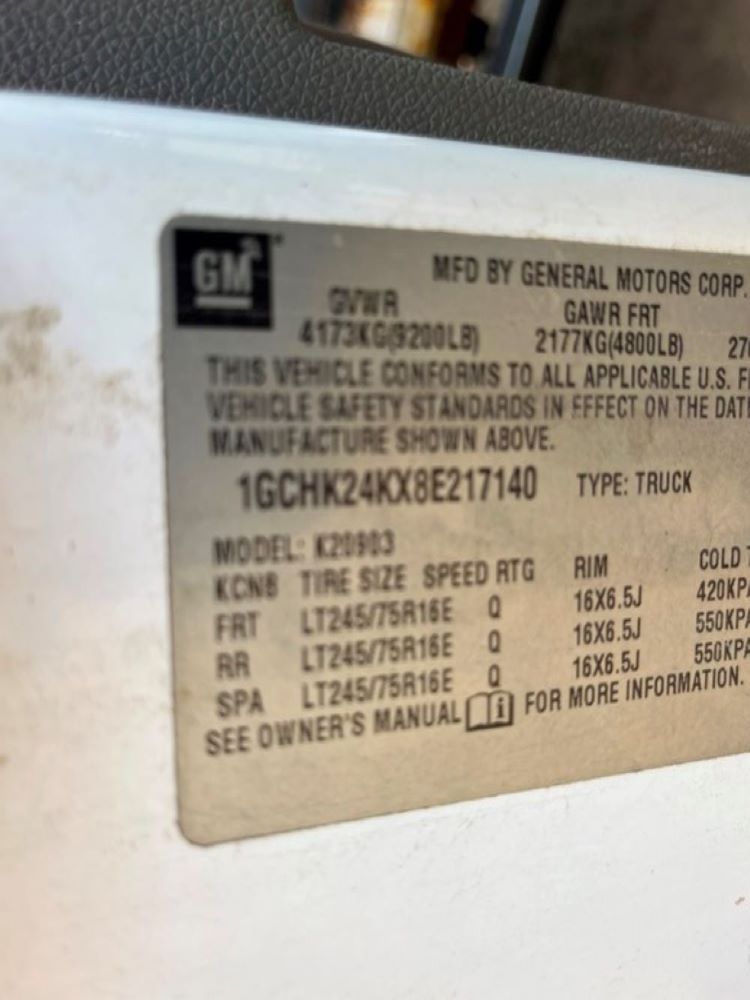 GM
MFD BY GENERAL MOTORS CORP.
GVWR GAWR FRT
4173KG(9200LB) 2177KG(4800LB) 27
THIS VEHICLE CONFORMS TO ALL APPLICABLE U.S. F
VEHICLE SAFETY STANDARDS IN EFFECT ON THE DAT
MANUFACTURE SHOWN ABOVE.
1GCHK24KX8E217140 TYPE: TRUCK
MODEL: K20903
KCNB TIRE SIZE SPEED RTG RIM COLD T
FRT LT245/75R16E Q 16X6.5J 420KPA
RR LT245/75R16E Q 16X6.5J 550KPA
SPA LT245/75R16E Q 16X6.5J 550KPA
SEE OWNER'S MANUAL i FOR MORE INFORMATION.